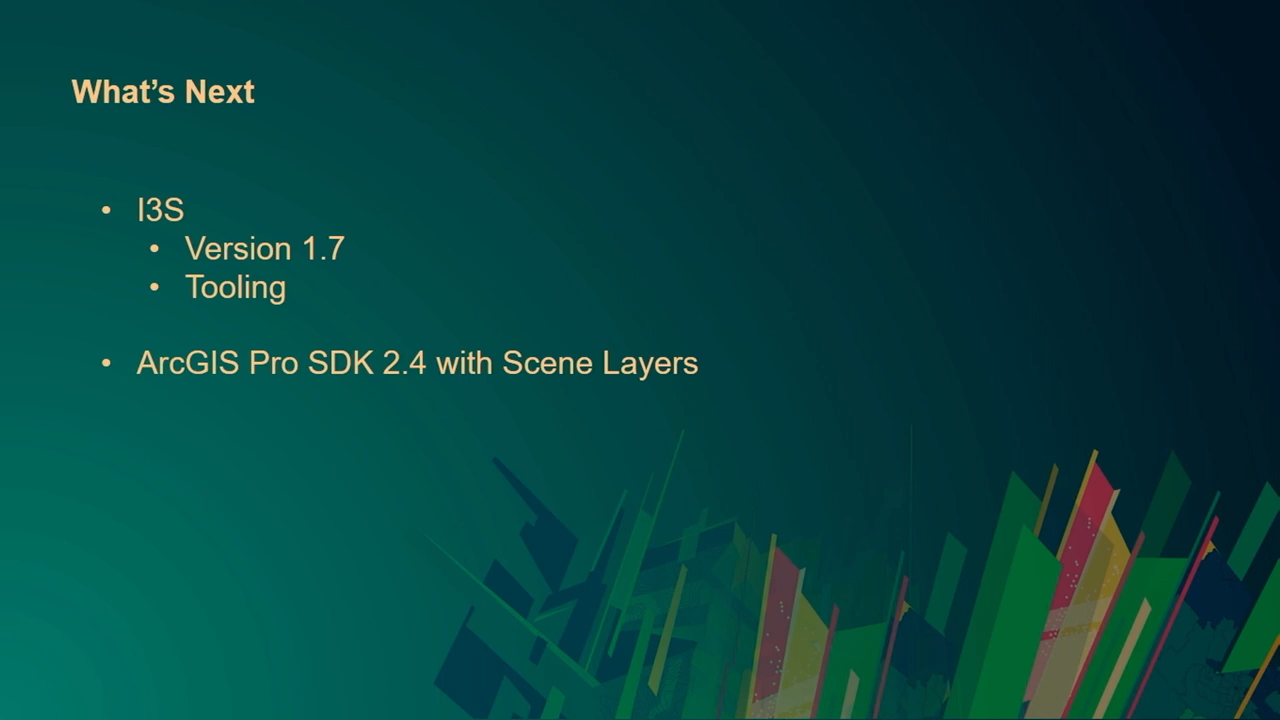 What’s Next
• I3S
• Version 1.7
• Tooling
• ArcGIS Pro SDK 2.4 with Scene Layers